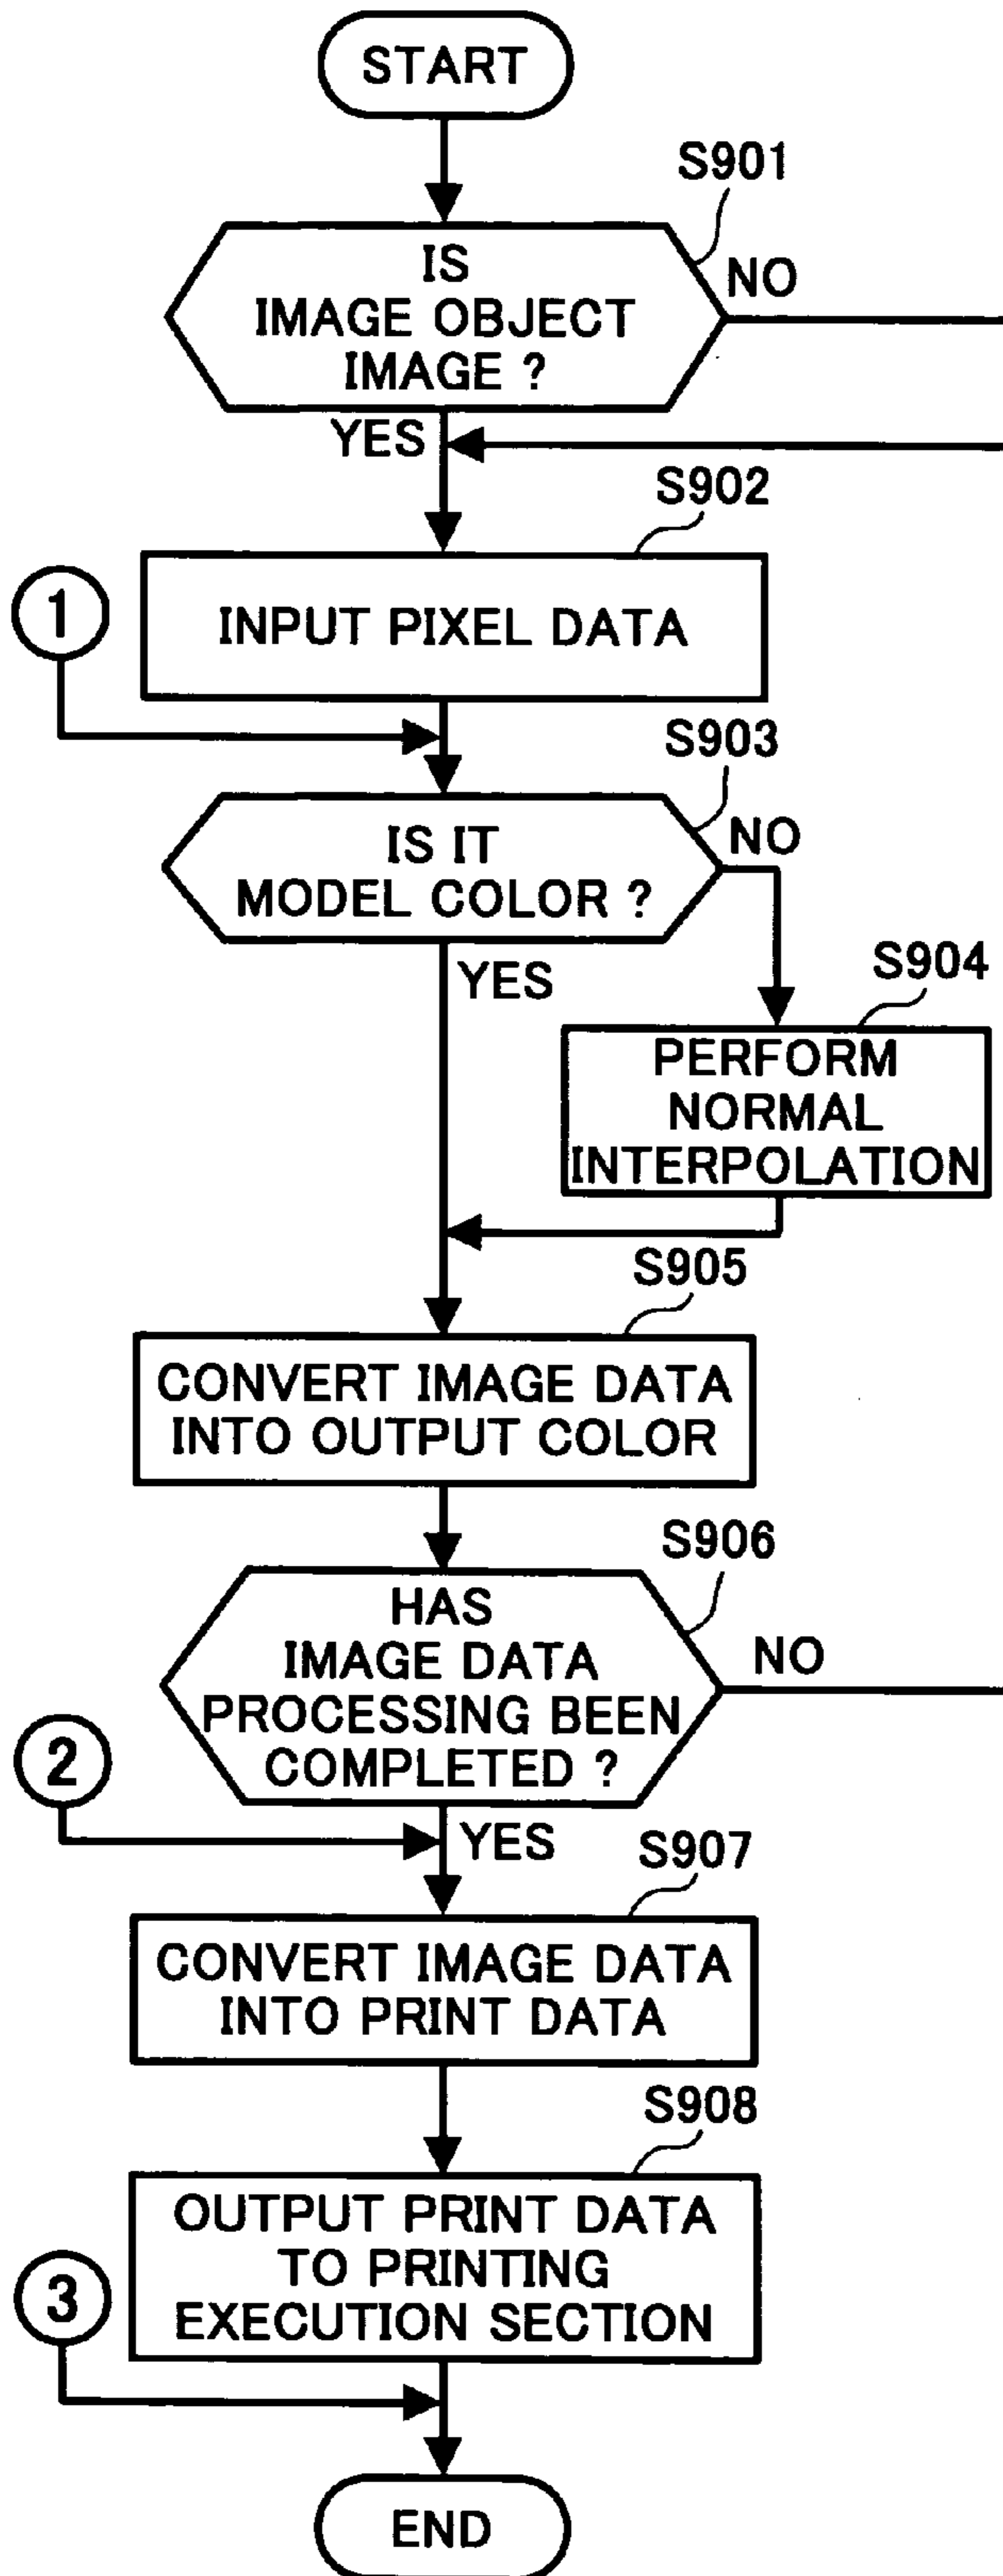 START
S901
IS
IMAGE OBJECT
IMAGE ?
NO
YES
S902
1
INPUT PIXEL DATA
S903
IS IT
MODEL COLOR ?
NO
YES
S904
PERFORM
NORMAL
INTERPOLATION
S905
CONVERT IMAGE DATA
INTO OUTPUT COLOR
S906
HAS
IMAGE DATA
PROCESSING BEEN
COMPLETED ?
NO
2
YES
S907
CONVERT IMAGE DATA
INTO PRINT DATA
S908
OUTPUT PRINT DATA
TO PRINTING
EXECUTION SECTION
3
END